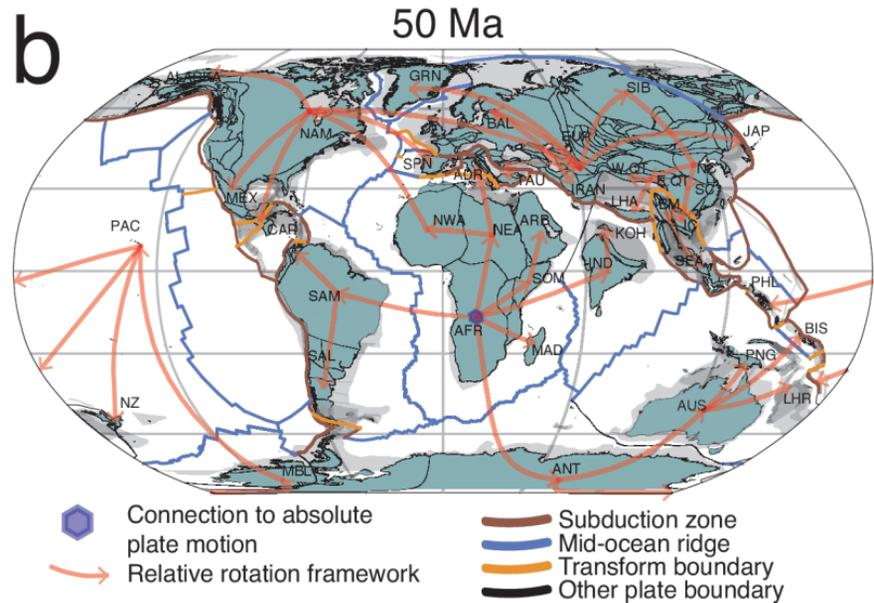 b
50 Ma
ALASKA
GRN
SIB
NAM
BAL
EUR
JAP
SPN
ADR
TAU
IRAN
W.QT
E.QT
SC
LHA
MEX
PAC
CAR
NWA
NEA
ARB
KOH
SEA
IND
SOM
PHL
SAM
AFR
MAD
BIS
SAL
PNG
NZ
AUS
LHR
MBL
ANT
Connection to absolute
plate motion
Relative rotation framework
Subduction zone
Mid-ocean ridge
Transform boundary
Other plate boundary